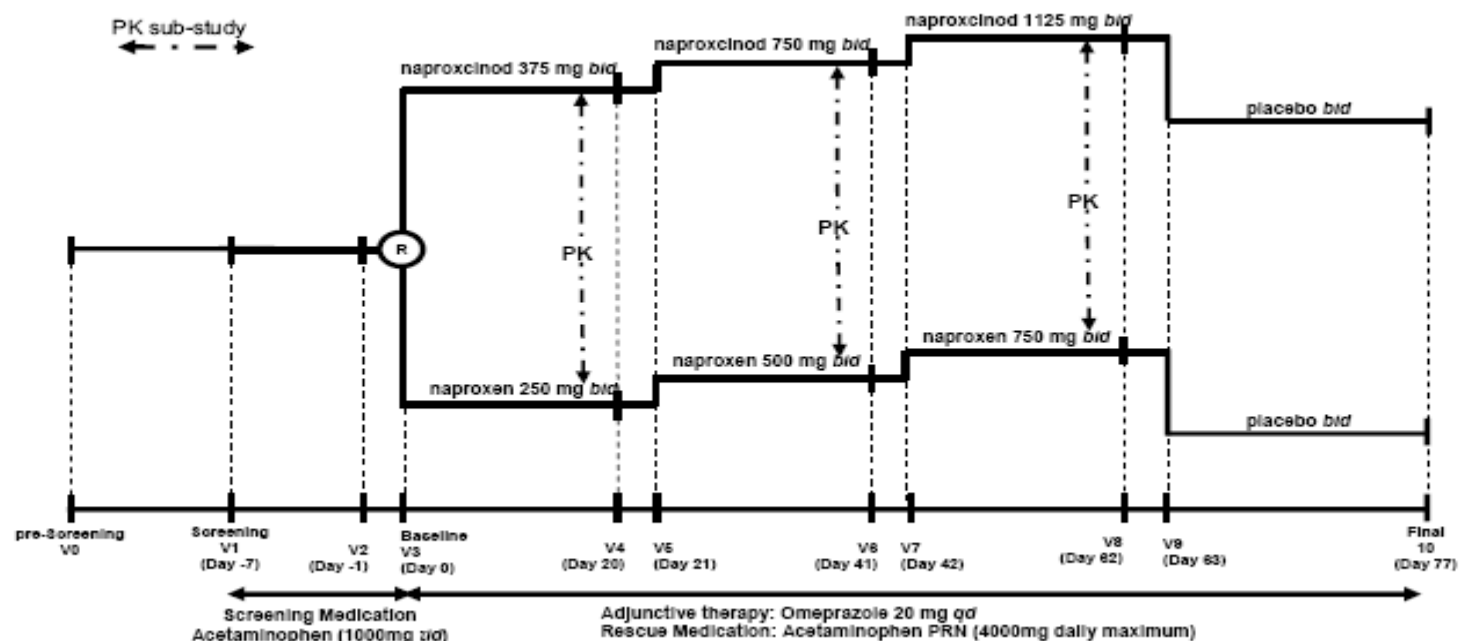 PK sub-study
naproxcinod 375 mg bid
naproxcinod 750 mg bid
naproxcinod 1125 mg bid
placebo bid
R
PK
PK
PK
naproxen 250 mg bid
naproxen 500 mg bid
naproxen 750 mg bid
placebo bid
pre-Screening
V0
Screening
V1
(Day -7)
V2
(Day -1)
Baseline
V3
(Day 0)
V4
(Day 20)
V5
(Day 21)
V6
(Day 41)
V7
(Day 42)
V8
(Day 62)
V9
(Day 63)
Final
10
(Day 77)
Screening Medication
Acetaminophen (1000mg tid)
Adjunctive therapy: Omeprazole 20 mg qd
Rescue Medication: Acetaminophen PRN (4000mg daily maximum)